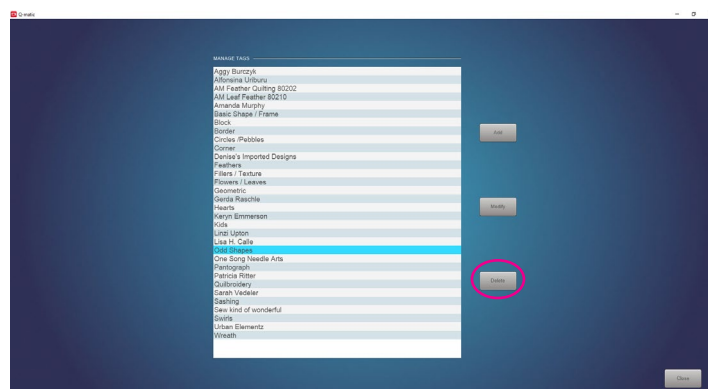 Q-matic
MANAGE TAGS
Aggy Burczyk
Alfonsina Uriburu
AM Feather Quilting 80202
AM Leaf Feather 80210
Amanda Murphy
Basic Shape / Frame
Block
Border
Circles /Pebbles
Corner
Denise's Imported Designs
Feathers
Fillers / Texture
Flowers / Leaves
Geometric
Gerda Raschle
Hearts
Keryn Emmerson
Kids
Linzi Upton
Lisa H. Calle
Odd Shapes
One Song Needle Arts
Pantograph
Patricia Ritter
Quilbroidery
Sarah Vedeler
Sashing
Sew kind of wonderful
Swirls
Urban Elementz
Wreath
Add
Modify
Delete
Close